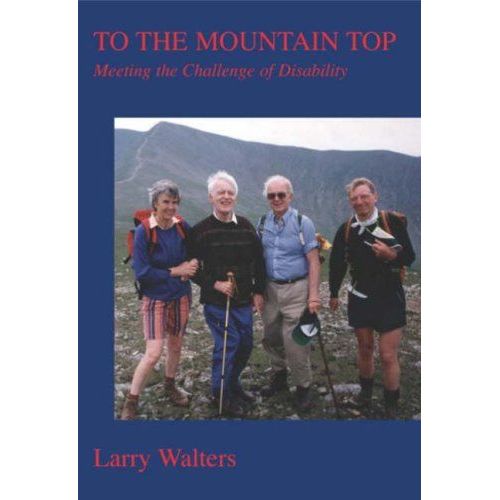 TO THE MOUNTAIN TOP
Meeting the Challenge of Disability
Larry Walters